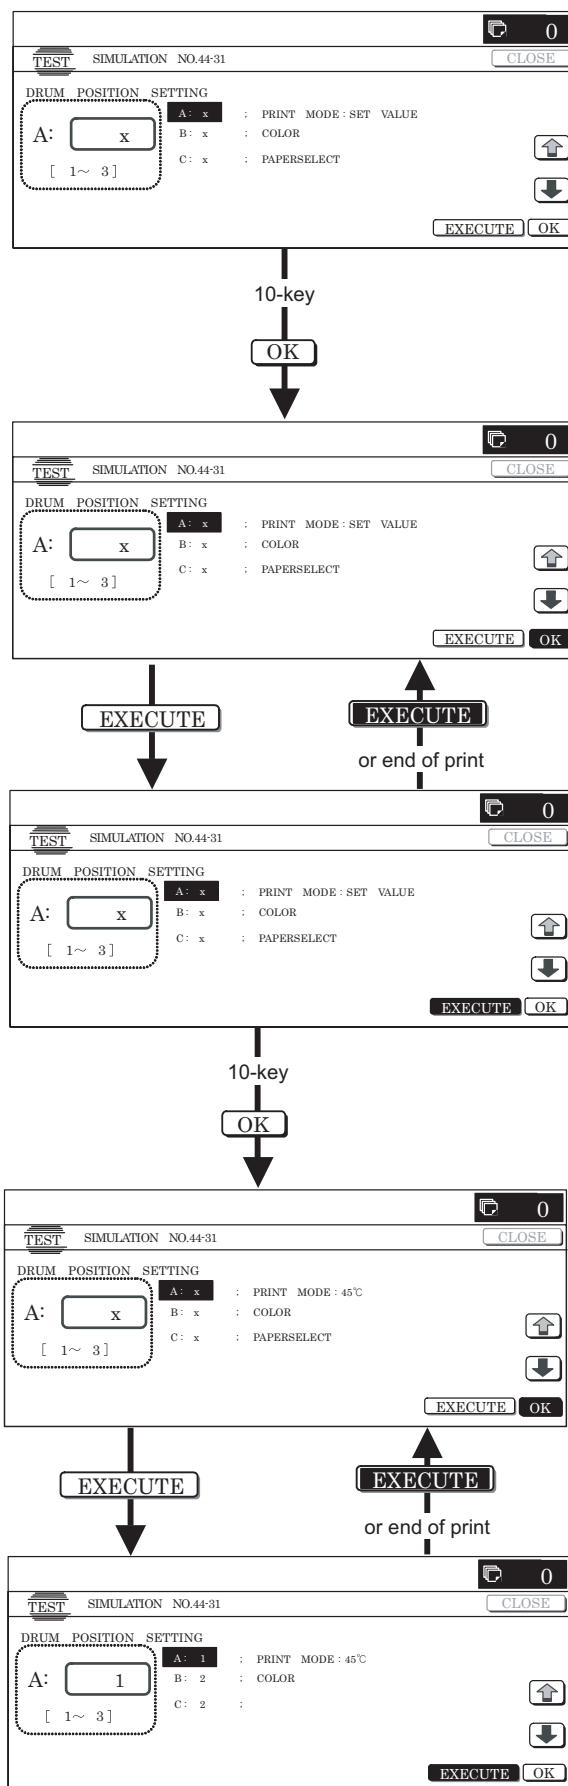 0
TEST SIMULATION NO.44-31 CLOSE
DRUM POSITION SETTING
A: x ; PRINT MODE : SET VALUE
A: x
B: x ; COLOR
C: x ; PAPERSELECT
[ 1~ 3 ]
EXECUTE OK
10-key
OK
0
TEST SIMULATION NO.44-31 CLOSE
DRUM POSITION SETTING
A: x ; PRINT MODE : SET VALUE
A: x
B: x ; COLOR
C: x ; PAPERSELECT
[ 1~ 3 ]
EXECUTE OK
EXECUTE EXECUTE
or end of print
0
TEST SIMULATION NO.44-31 CLOSE
DRUM POSITION SETTING
A: x ; PRINT MODE : SET VALUE
A: x
B: x ; COLOR
C: x ; PAPERSELECT
[ 1~ 3 ]
EXECUTE OK
10-key
OK
0
TEST SIMULATION NO.44-31 CLOSE
DRUM POSITION SETTING
A: x ; PRINT MODE : 45℃
A: x
B: x ; COLOR
C: x ; PAPERSELECT
[ 1~ 3 ]
EXECUTE OK
EXECUTE EXECUTE
or end of print
0
TEST SIMULATION NO.44-31 CLOSE
DRUM POSITION SETTING
A: 1 ; PRINT MODE : 45℃
A: 1
B: 2 ; COLOR
C: 2 ;
[ 1~ 3 ]
EXECUTE OK